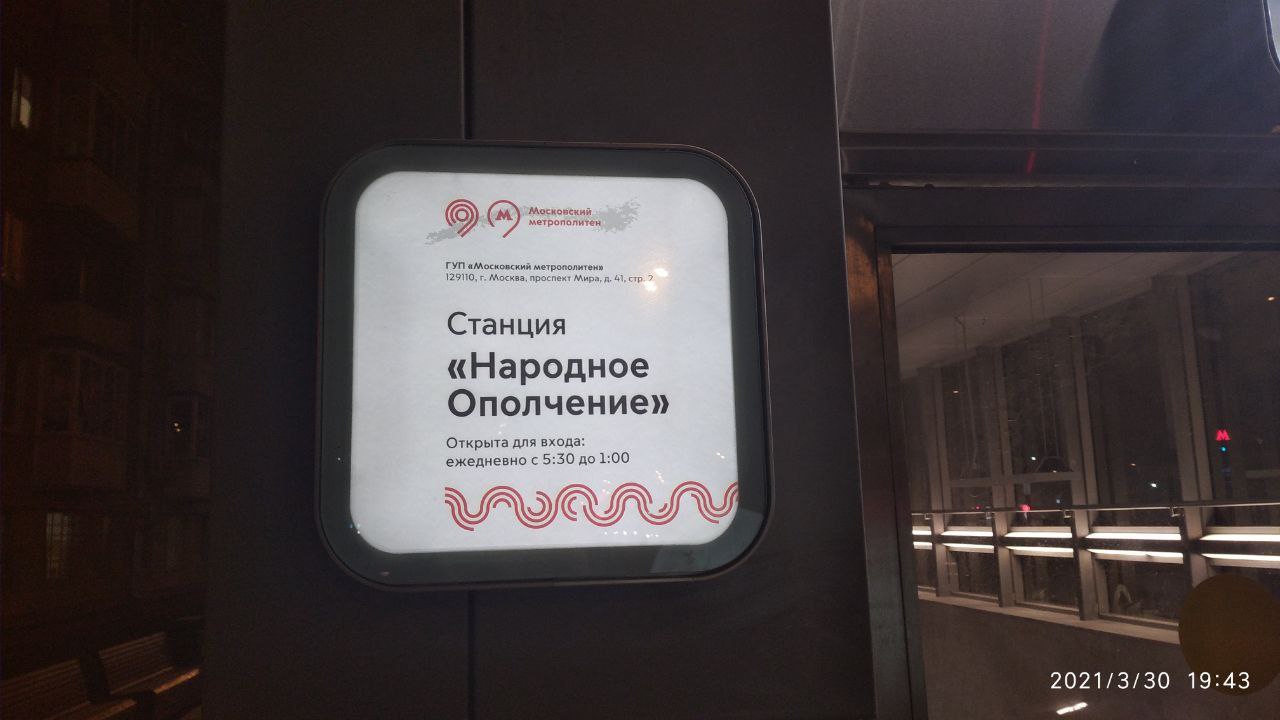 М
Московский
метрополитен
ГУП «Московский метрополитен»
129110, г. Москва, проспект Мира, д. 41, стр. 2
Станция
«Народное
Ополчение»
Открыта для входа:
ежедневно с 5:30 до 1:00
М
2021/3/30 19:43